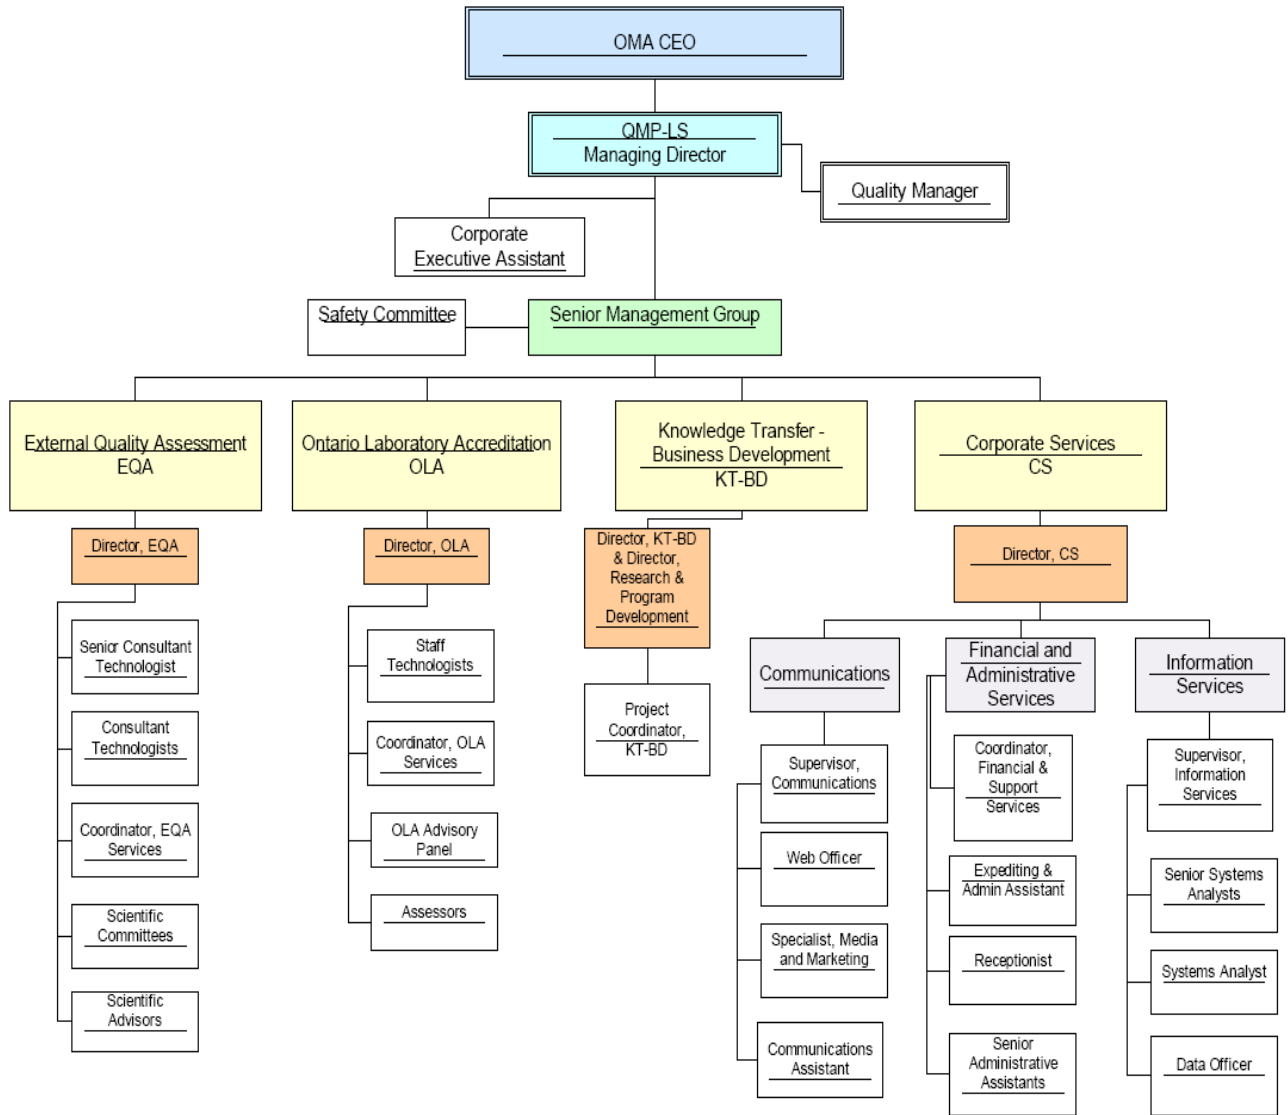 OMA CEO
QMP-LS
Managing Director
Quality Manager
Corporate
Executive Assistant
Safety Committee
Senior Management Group
External Quality Assessment
EQA
Ontario Laboratory Accreditation
OLA
Knowledge Transfer -
Business Development
KT-BD
Corporate Services
CS
Director, EQA
Director, OLA
Director, KT-BD
& Director,
Research &
Program
Development
Director, CS
Senior Consultant
Technologist
Consultant
Technologists
Coordinator, EQA
Services
Scientific
Committees
Scientific
Advisors
Staff
Technologists
Coordinator, OLA
Services
OLA Advisory
Panel
Assessors
Project
Coordinator,
KT-BD
Communications
Supervisor,
Communications
Web Officer
Specialist, Media
and Marketing
Communications
Assistant
Financial and
Administrative
Services
Coordinator,
Financial &
Support
Services
Expediting &
Admin Assistant
Receptionist
Senior
Administrative
Assistants
Information
Services
Supervisor,
Information
Services
Senior Systems
Analysts
Systems Analyst
Data Officer